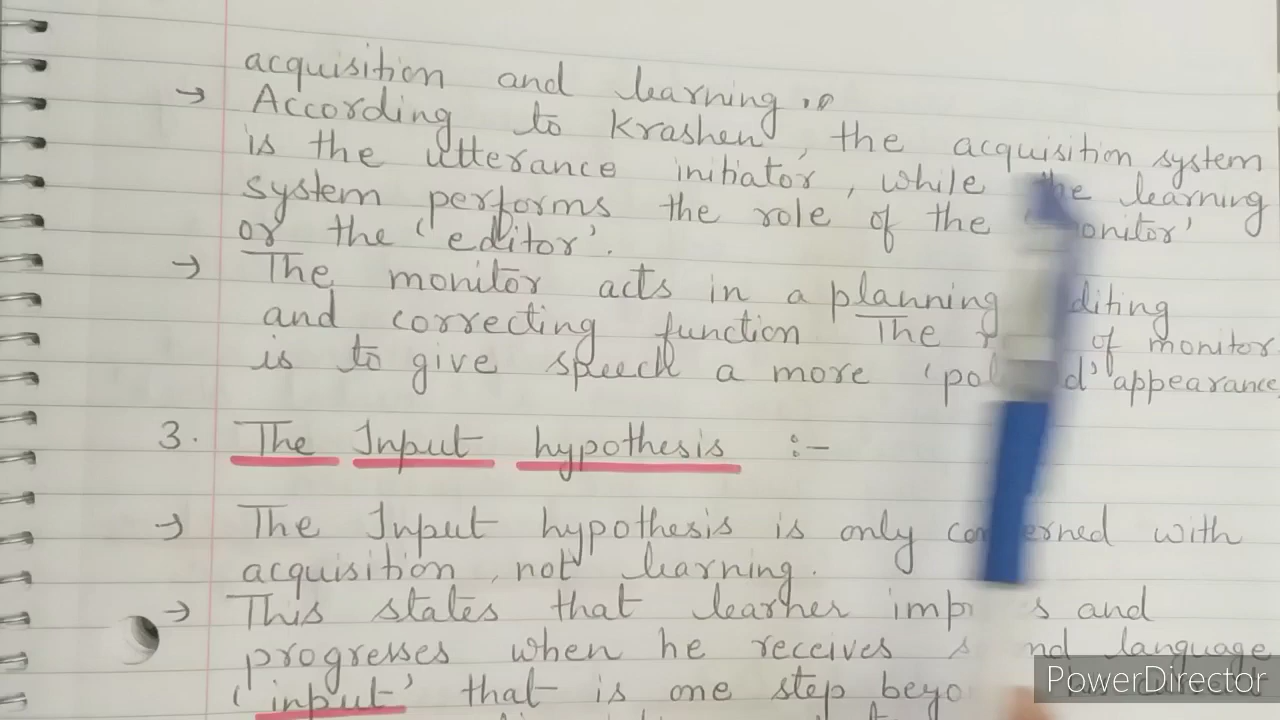 acquisition and learning.
→ According to Krashen, the acquisition system
is the utterance initiator, while the learning
system performs the role of the 'monitor'
or the 'editor'.
→ The monitor acts in a planning editing
and correcting function The of monitor
is to give speech a more appearance
3. The Input hypothesis :-
→ The Input hypothesis is only concerned with
acquisition, not learning.
→ This states that learner and
progresses when he receives language
'input' that is one step
PowerDirector